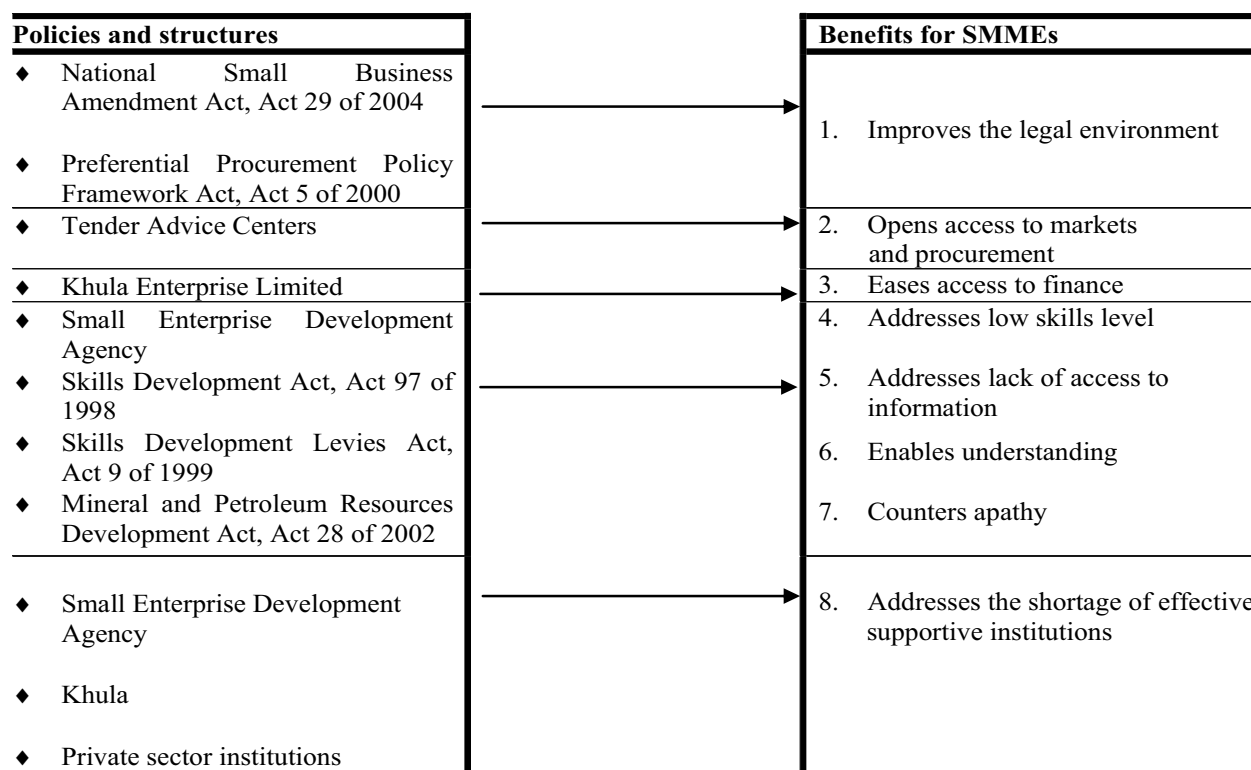 Policies and structures
♦ National Small Business
Amendment Act, Act 29 of 2004
♦ Preferential Procurement Policy
Framework Act, Act 5 of 2000
♦ Tender Advice Centers
♦ Khula Enterprise Limited
♦ Small Enterprise Development
Agency
♦ Skills Development Act, Act 97 of
1998
♦ Skills Development Levies Act,
Act 9 of 1999
♦ Mineral and Petroleum Resources
Development Act, Act 28 of 2002
♦ Small Enterprise Development
Agency
♦ Khula
♦ Private sector institutions
Benefits for SMMEs
1. Improves the legal environment
2. Opens access to markets
and procurement
3. Eases access to finance
4. Addresses low skills level
5. Addresses lack of access to
information
6. Enables understanding
7. Counters apathy
8. Addresses the shortage of effective
supportive institutions